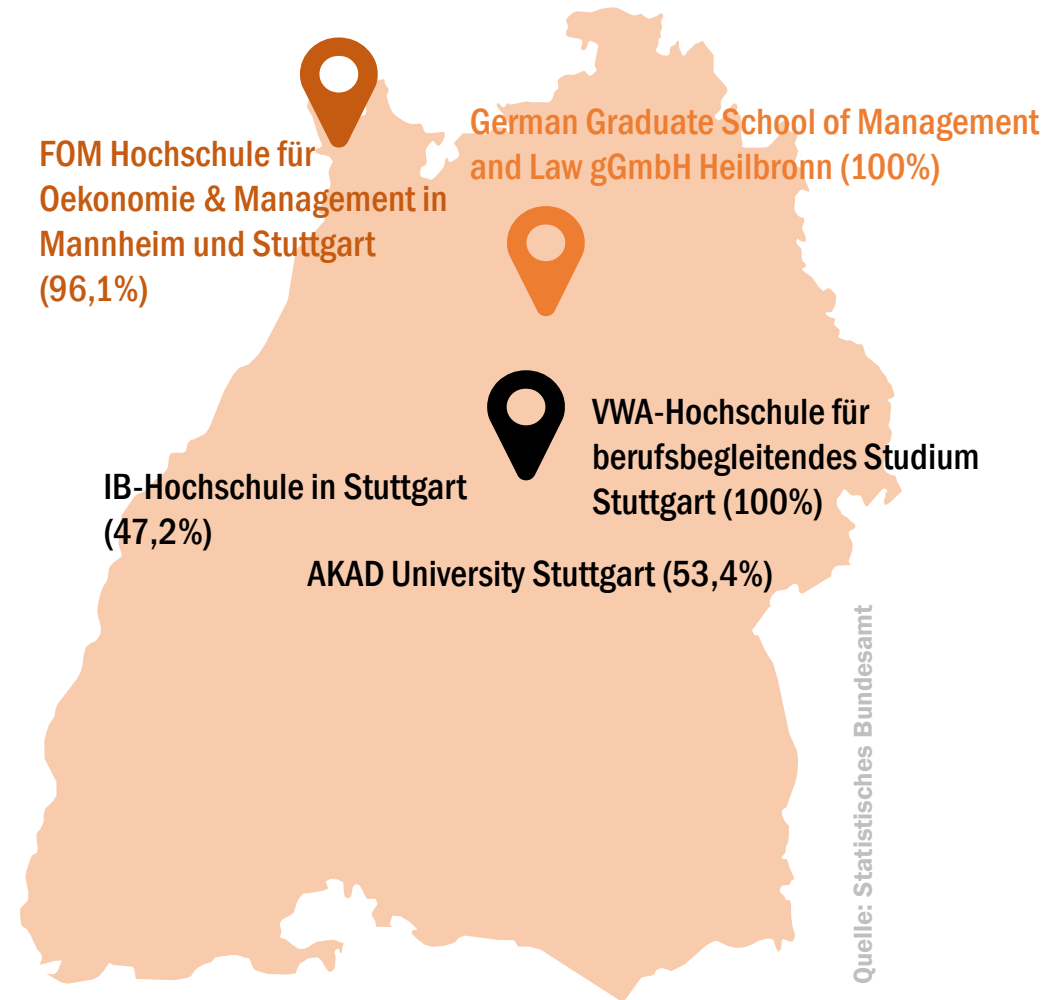 FOM Hochschule für
Oekonomie & Management in
Mannheim und Stuttgart
(96,1%)
German Graduate School of Management
and Law gGmbH Heilbronn (100%)
VWA-Hochschule für
berufsbegleitendes Studium
Stuttgart (100%)
IB-Hochschule in Stuttgart
(47,2%)
AKAD University Stuttgart (53,4%)
Quelle: Statistisches Bundesamt